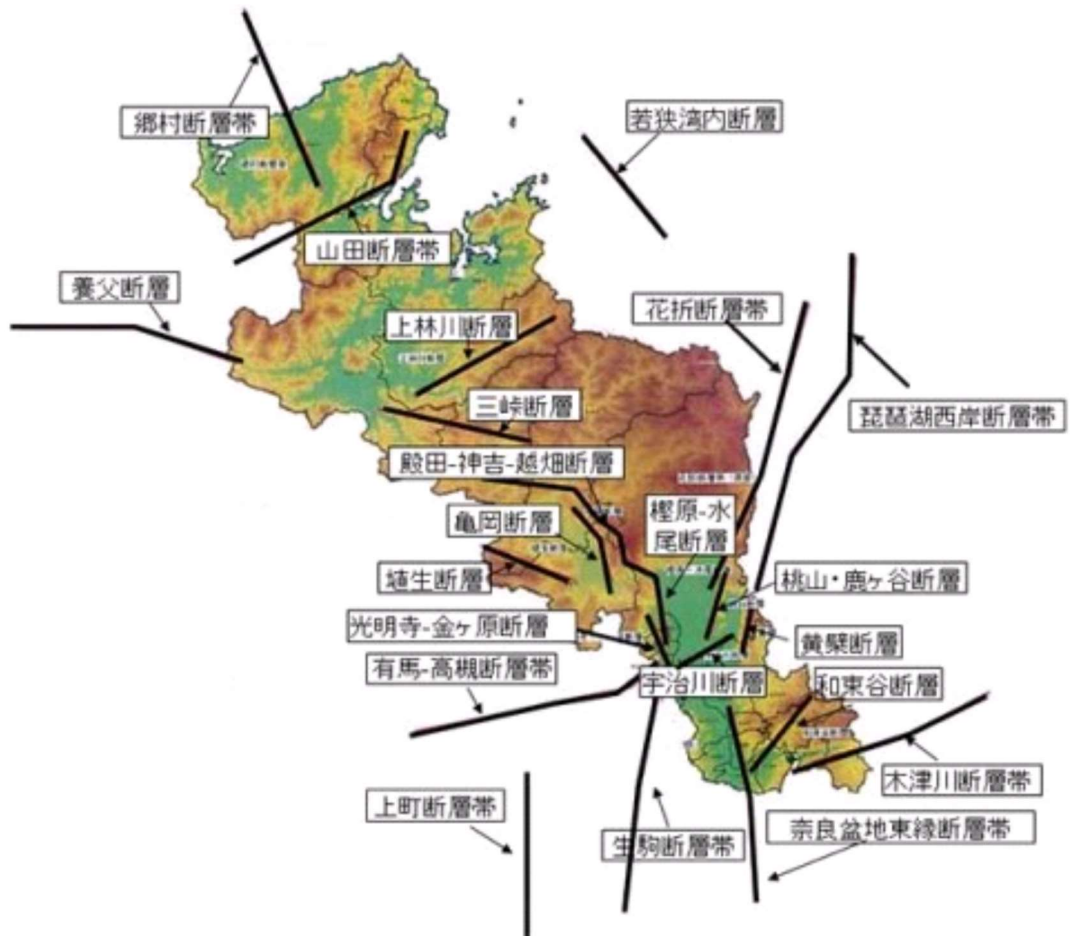 郷村断層帯
若狭湾内断層
山田断層帯
養父断層
花折断層帯
上林川断層
三峠断層
琵琶湖西岸断層帯
殿田-神吉-越畑断層
樫原-水
尾断層
亀岡断層
埴生断層
桃山・鹿ヶ谷断層
光明寺-金ヶ原断層
黄檗断層
有馬-高槻断層帯
宇治川断層
和束谷断層
木津川断層帯
上町断層帯
生駒断層帯
奈良盆地東縁断層帯